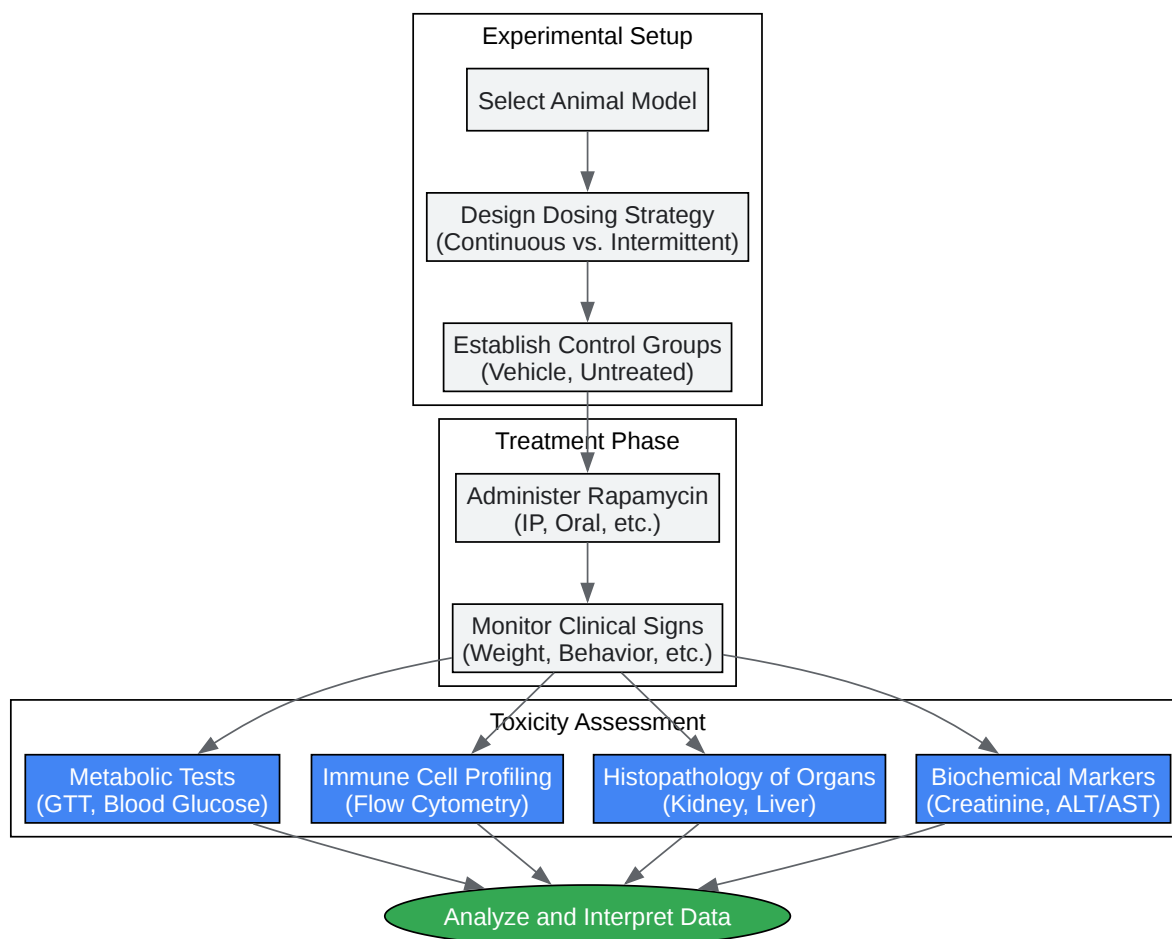 Experimental Setup
Select Animal Model
Design Dosing Strategy
(Continuous vs. Intermittent)
Establish Control Groups
(Vehicle, Untreated)
Treatment Phase
Administer Rapamycin
(IP, Oral, etc.)
Monitor Clinical Signs
(Weight, Behavior, etc.)
Toxicity Assessment
Metabolic Tests
(GTT, Blood Glucose)
Immune Cell Profiling
(Flow Cytometry)
Histopathology of Organs
(Kidney, Liver)
Biochemical Markers
(Creatinine, ALT/AST)
Analyze and Interpret Data